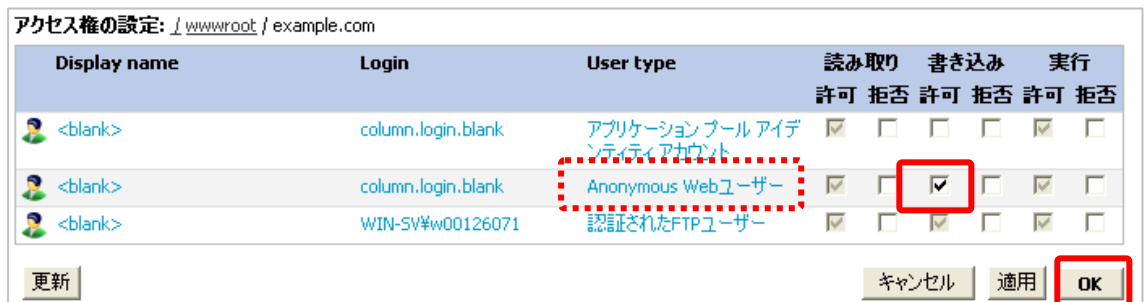 アクセス権の設定: / wwwroot / example.com
Display name Login User type 読み取り 書き込み 実行
許可 拒否 許可 拒否 許可 拒否
<blank> column.login.blank アプリケーション プール アイデ
ンティティ アカウント
<blank> column.login.blank Anonymous Webユーザー
<blank> WIN-SV¥w00126071 認証されたFTPユーザー
更新 キャンセル 適用 OK